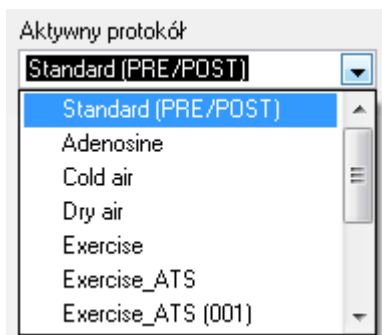 Aktywny protokół
Standard (PRE/POST)
Standard (PRE/POST)
Adenosine
Cold air
Dry air
Exercise
Exercise_ATS
Exercise_ATS (001)